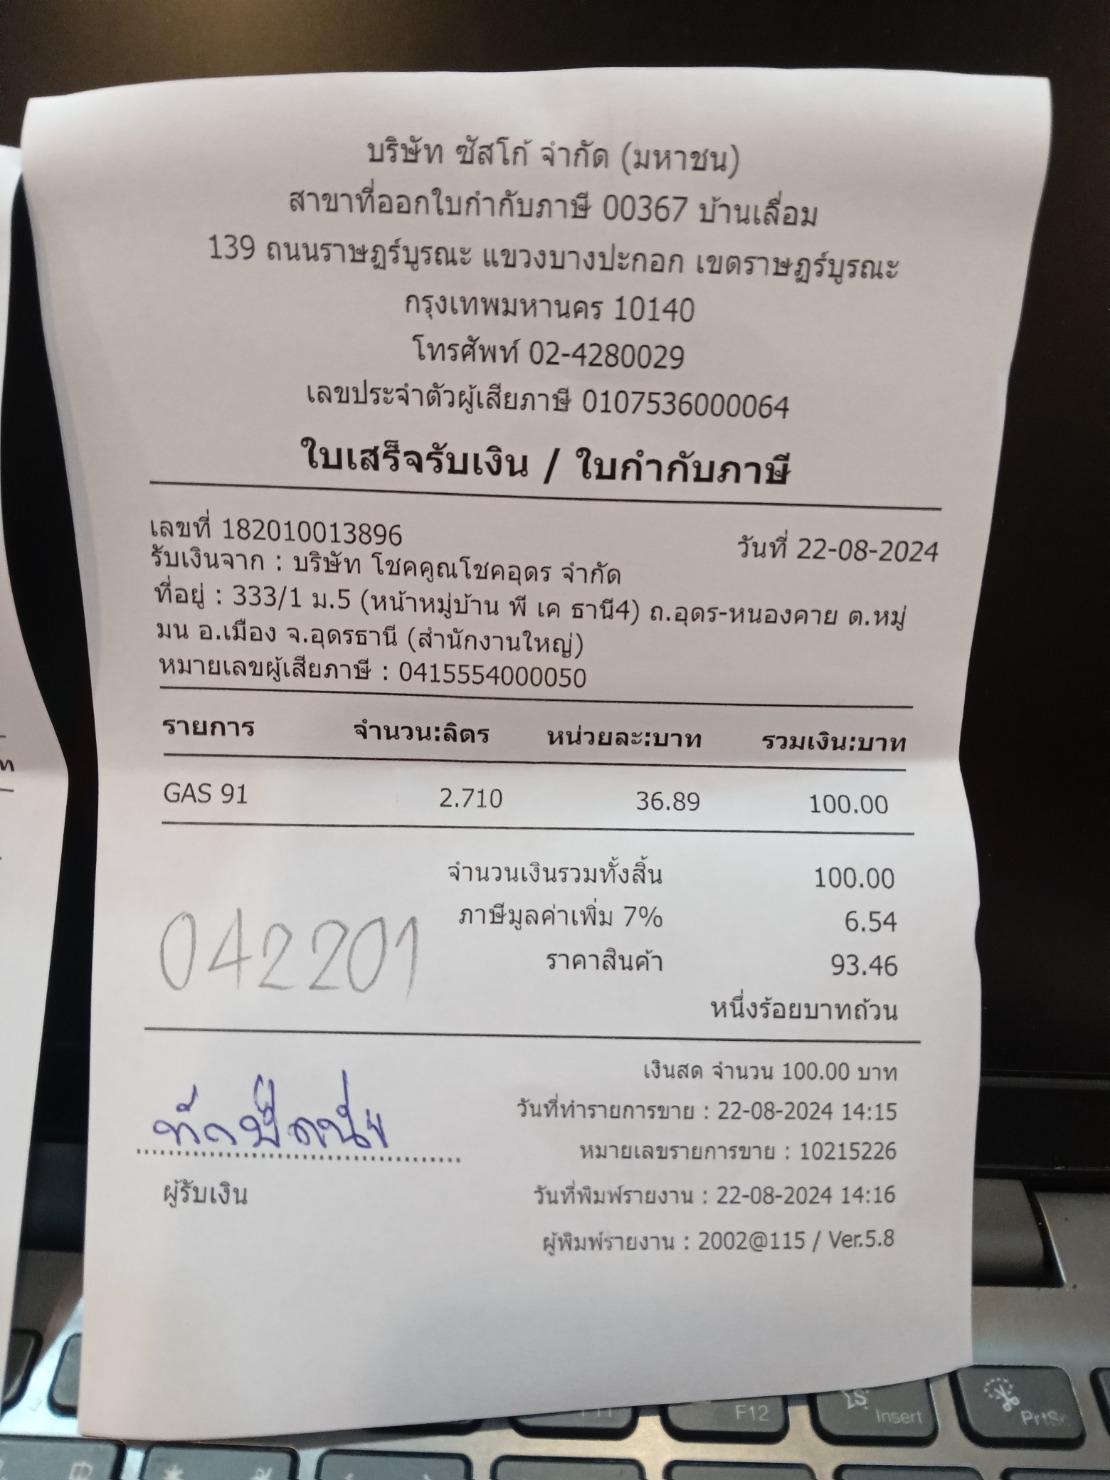 บริษัท ซัสโก้ จำกัด (มหาชน)
สาขาที่ออกใบกำกับภาษี 00367 บ้านเลื่อม
139 ถนนราษฎร์บูรณะ แขวงบางปะกอก เขตราษฎร์บูรณะ
กรุงเทพมหานคร 10140
โทรศัพท์ 02-4280029
เลขประจำตัวผู้เสียภาษี 0107536000064
ใบเสร็จรับเงิน / ใบกำกับภาษี
เลขที่ 182010013896 วันที่ 22-08-2024
รับเงินจาก : บริษัท โชคคูณโชคอุดร จำกัด
ที่อยู่ : 333/1 ม.5 (หน้าหมู่บ้าน พี เค ธานี4) ถ.อุดร-หนองคาย ต.หมู่
มน อ.เมือง จ.อุดรธานี (สำนักงานใหญ่)
หมายเลขผู้เสียภาษี : 0415554000050
รายการ จำนวน:ลิตร หน่วยละ:บาท รวมเงิน:บาท
GAS 91 2.710 36.89 100.00
จำนวนเงินรวมทั้งสิ้น 100.00
ภาษีมูลค่าเพิ่ม 7% 6.54
042201
ราคาสินค้า 93.46
หนึ่งร้อยบาทถ้วน
เงินสด จำนวน 100.00 บาท
วันที่ทำรายการขาย : 22-08-2024 14:15
หมายเลขรายการขาย : 10215226
ผู้รับเงิน วันที่พิมพ์รายงาน : 22-08-2024 14:16
ผู้พิมพ์รายงาน : 2002@115 / Ver.5.8
F12
Insert
PrtSc